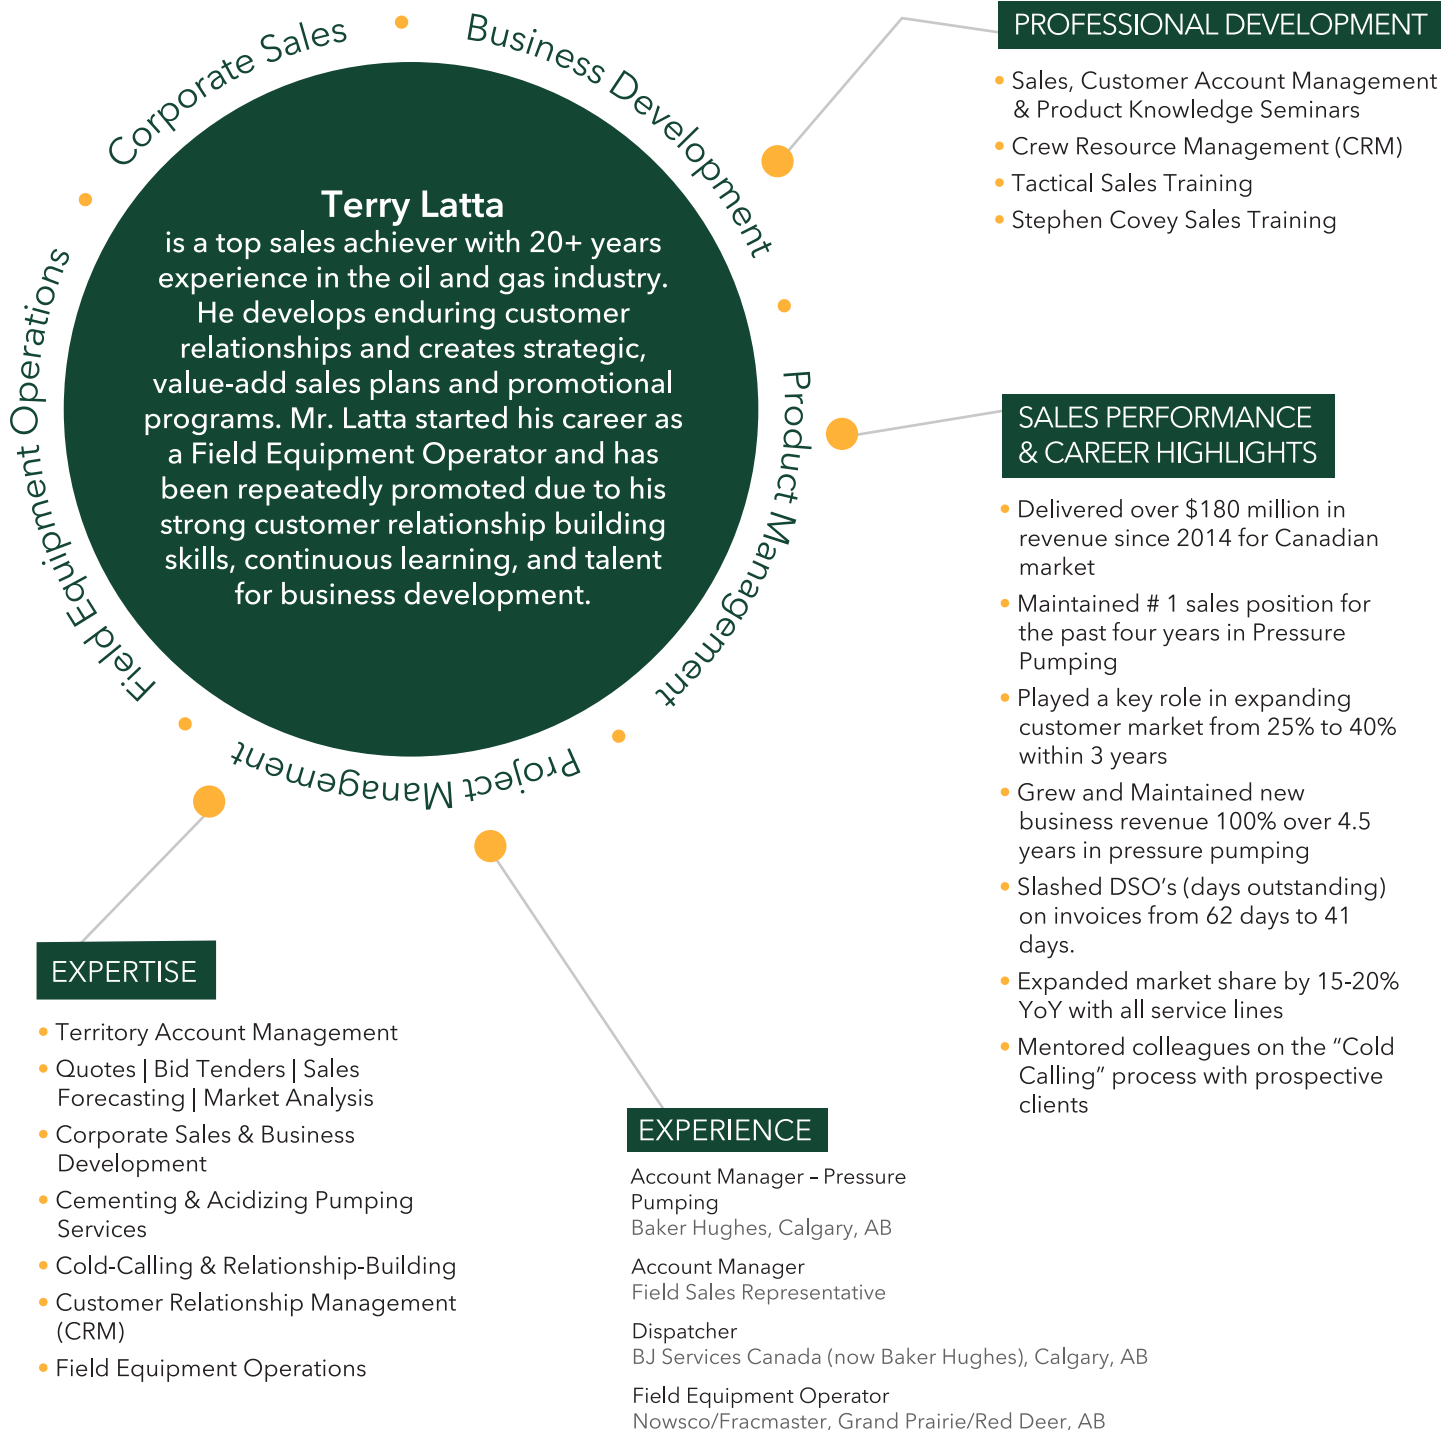 Corporate Sales
Business Development
Product Management
Project Management
Field Equipment Operations
Terry Latta
is a top sales achiever with 20+ years
experience in the oil and gas industry.
He develops enduring customer
relationships and creates strategic,
value-add sales plans and promotional
programs. Mr. Latta started his career as
a Field Equipment Operator and has
been repeatedly promoted due to his
strong customer relationship building
skills, continuous learning, and talent
for business development.
PROFESSIONAL DEVELOPMENT
• Sales, Customer Account Management
& Product Knowledge Seminars
• Crew Resource Management (CRM)
• Tactical Sales Training
• Stephen Covey Sales Training
SALES PERFORMANCE
& CAREER HIGHLIGHTS
• Delivered over $180 million in
revenue since 2014 for Canadian
market
• Maintained # 1 sales position for
the past four years in Pressure
Pumping
• Played a key role in expanding
customer market from 25% to 40%
within 3 years
• Grew and Maintained new
business revenue 100% over 4.5
years in pressure pumping
• Slashed DSO's (days outstanding)
on invoices from 62 days to 41
days.
• Expanded market share by 15-20%
YoY with all service lines
• Mentored colleagues on the “Cold
Calling” process with prospective
clients
EXPERTISE
• Territory Account Management
• Quotes | Bid Tenders | Sales
Forecasting | Market Analysis
• Corporate Sales & Business
Development
• Cementing & Acidizing Pumping
Services
• Cold-Calling & Relationship-Building
• Customer Relationship Management
(CRM)
• Field Equipment Operations
EXPERIENCE
Account Manager – Pressure
Pumping
Baker Hughes, Calgary, AB
Account Manager
Field Sales Representative
Dispatcher
BJ Services Canada (now Baker Hughes), Calgary, AB
Field Equipment Operator
Nowsco/Fracmaster, Grand Prairie/Red Deer, AB